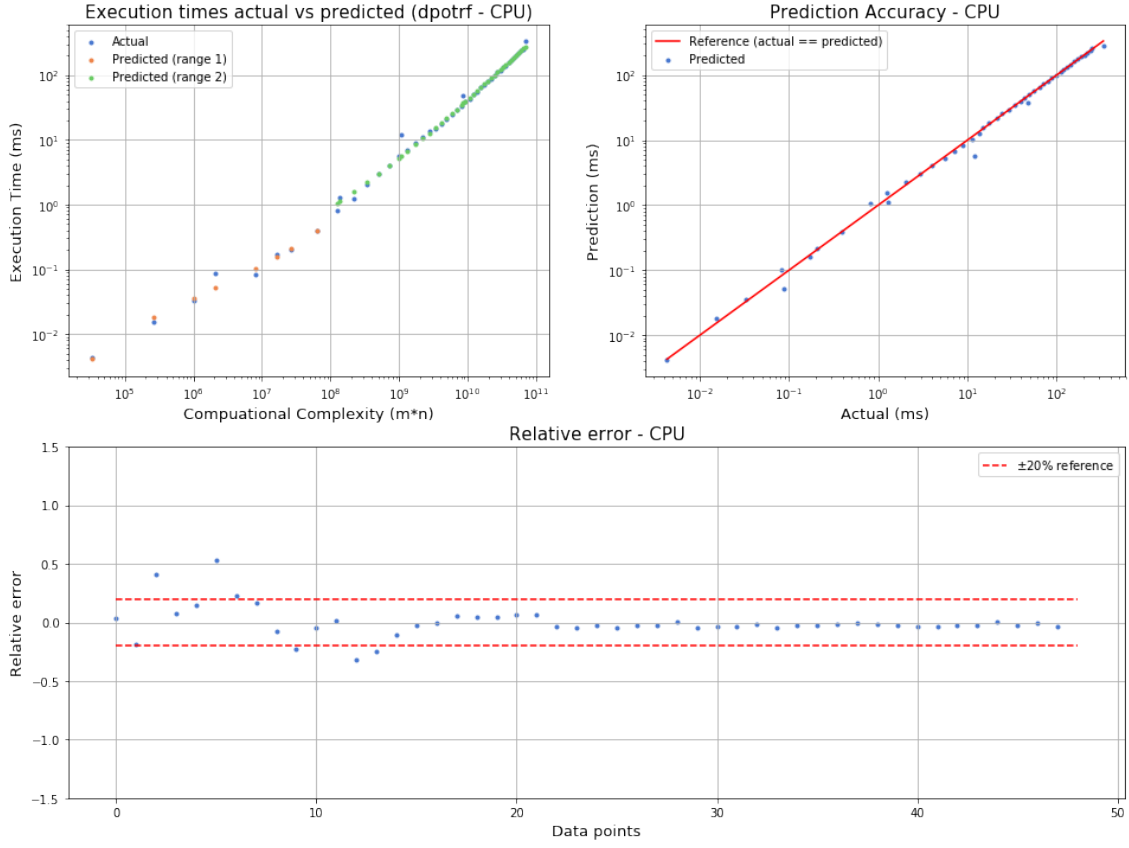 Execution times actual vs predicted (dpotrf - CPU)
Actual
Predicted (range 1)
Predicted (range 2)
Execution Time (ms)
10²
10¹
10⁰
10⁻¹
10⁻²
10⁵ 10⁶ 10⁷ 10⁸ 10⁹ 10¹⁰ 10¹¹
Compuational Complexity (m*n)
Prediction Accuracy - CPU
Reference (actual == predicted)
Predicted
Prediction (ms)
10²
10¹
10⁰
10⁻¹
10⁻²
10⁻² 10⁻¹ 10⁰ 10¹ 10²
Actual (ms)
Relative error - CPU
±20% reference
Relative error
1.5
1.0
0.5
0.0
−0.5
−1.0
−1.5
0 10 20 30 40 50
Data points